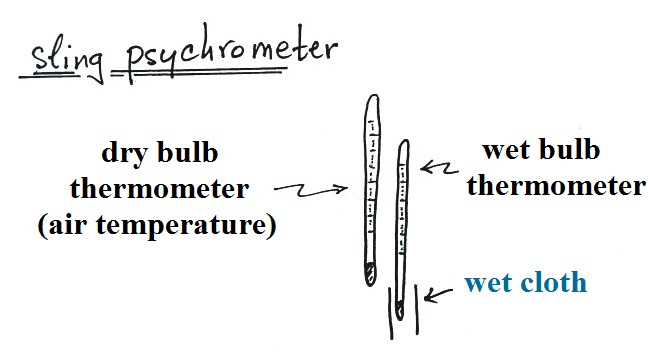 sling psychrometer
dry bulb
thermometer
(air temperature)
wet bulb
thermometer
wet cloth